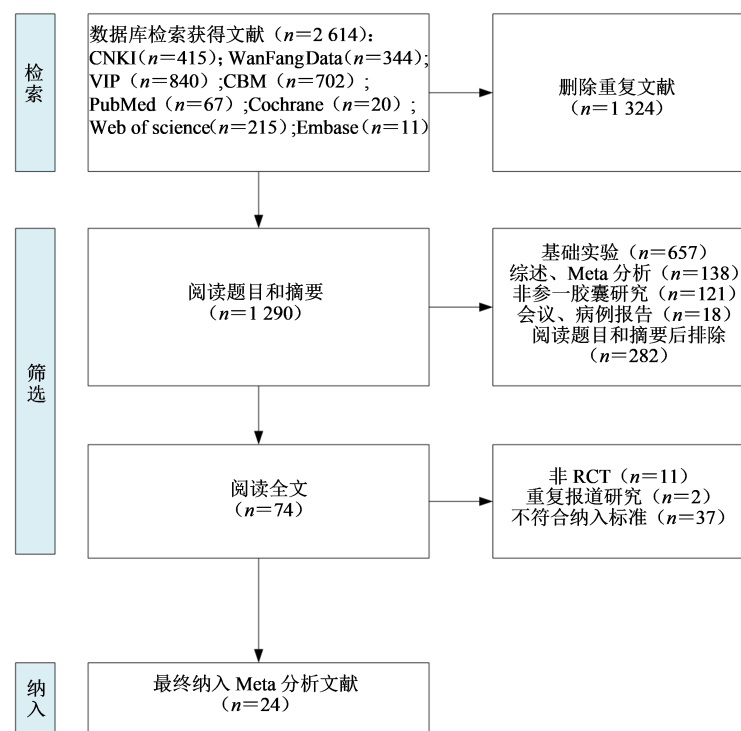 检索
数据库检索获得文献（n=2 614）：
CNKI（n=415）；WanFangData（n=344）；
VIP（n=840）;CBM（n=702）;
PubMed（n=67）;Cochrane（n=20）;
Web of science（n=215）;Embase（n=11）
删除重复文献
（n=1 324）
筛选
阅读题目和摘要
（n=1 290）
基础实验（n=657）
综述、Meta 分析（n=138）
非参一胶囊研究（n=121）
会议、病例报告（n=18）
阅读题目和摘要后排除
（n=282）
阅读全文
（n=74）
非 RCT（n=11）
重复报道研究（n=2）
不符合纳入标准（n=37）
纳入
最终纳入 Meta 分析文献
（n=24）